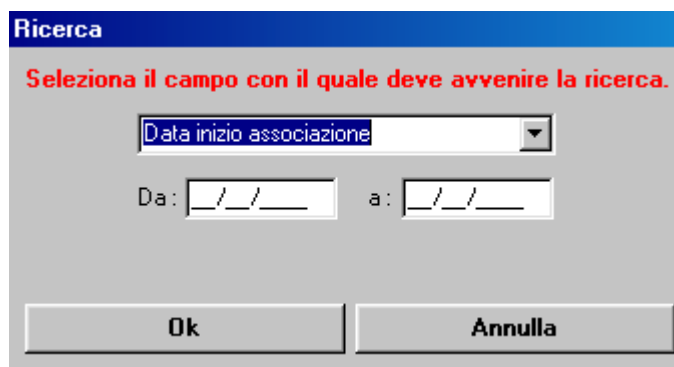 Ricerca
Seleziona il campo con il quale deve avvenire la ricerca.
Data inizio associazione
Da: __/__/____ a: __/__/____
Ok Annulla